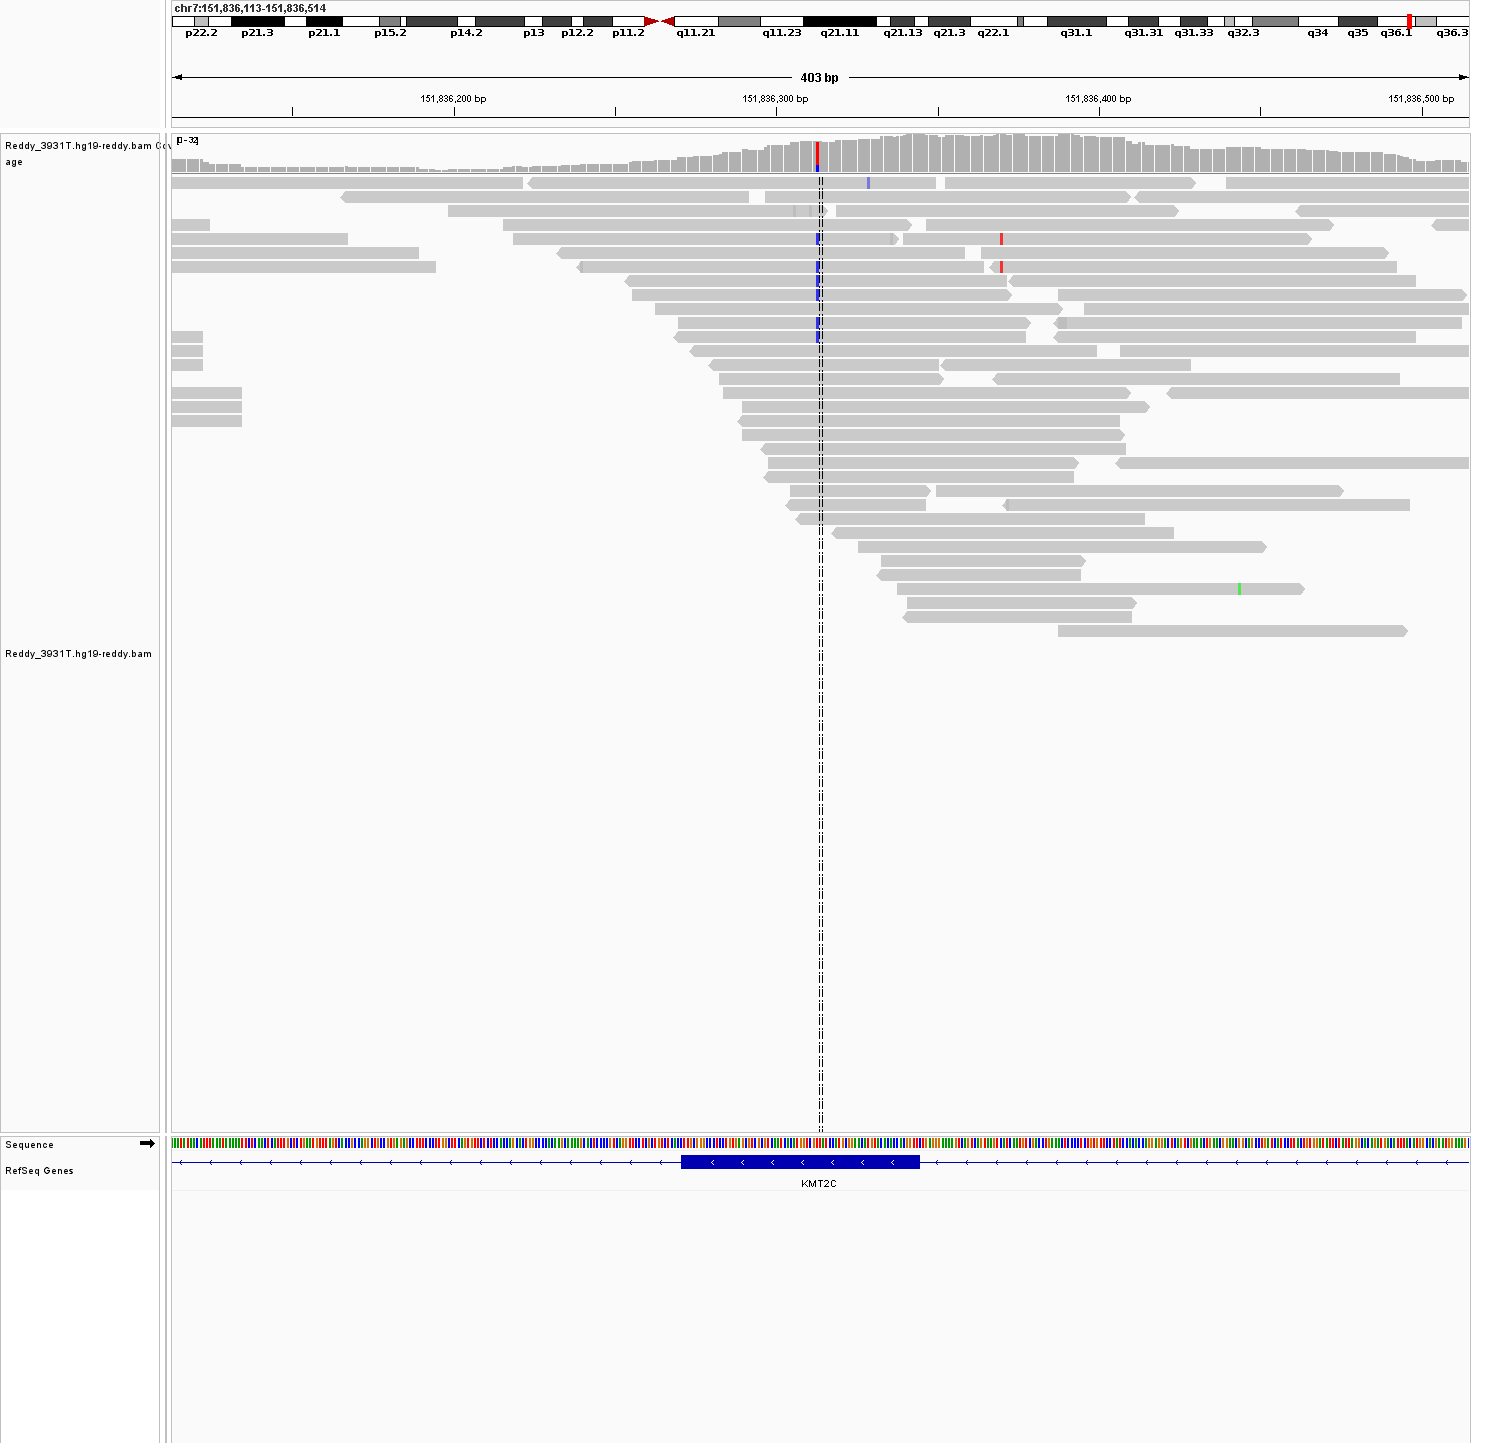 chr7:151,836,113-151,836,514
p22.2 p21.3 p21.1 p15.2 p14.2 p13 p12.2 p11.2 q11.21 q11.23 q21.11 q21.13 q21.3 q22.1 q31.1 q31.31 q31.33 q32.3 q34 q35 q36.1 q36.3
403 bp
151,836,200 bp 151,836,300 bp 151,836,400 bp 151,836,500 bp
[0-32]
Reddy_3931T.hg19-reddy.bam Cov
age
Reddy_3931T.hg19-reddy.bam
Sequence
RefSeq Genes
KMT2C